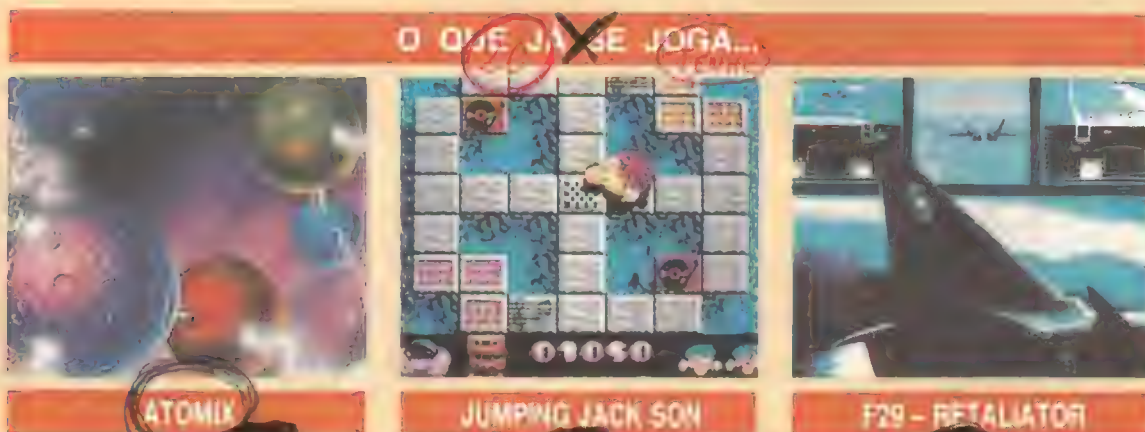 O QUE JÁ SE JOGA...
01050
ATOMIX
JUMPING JACK SON
F29 – RETALIATOR